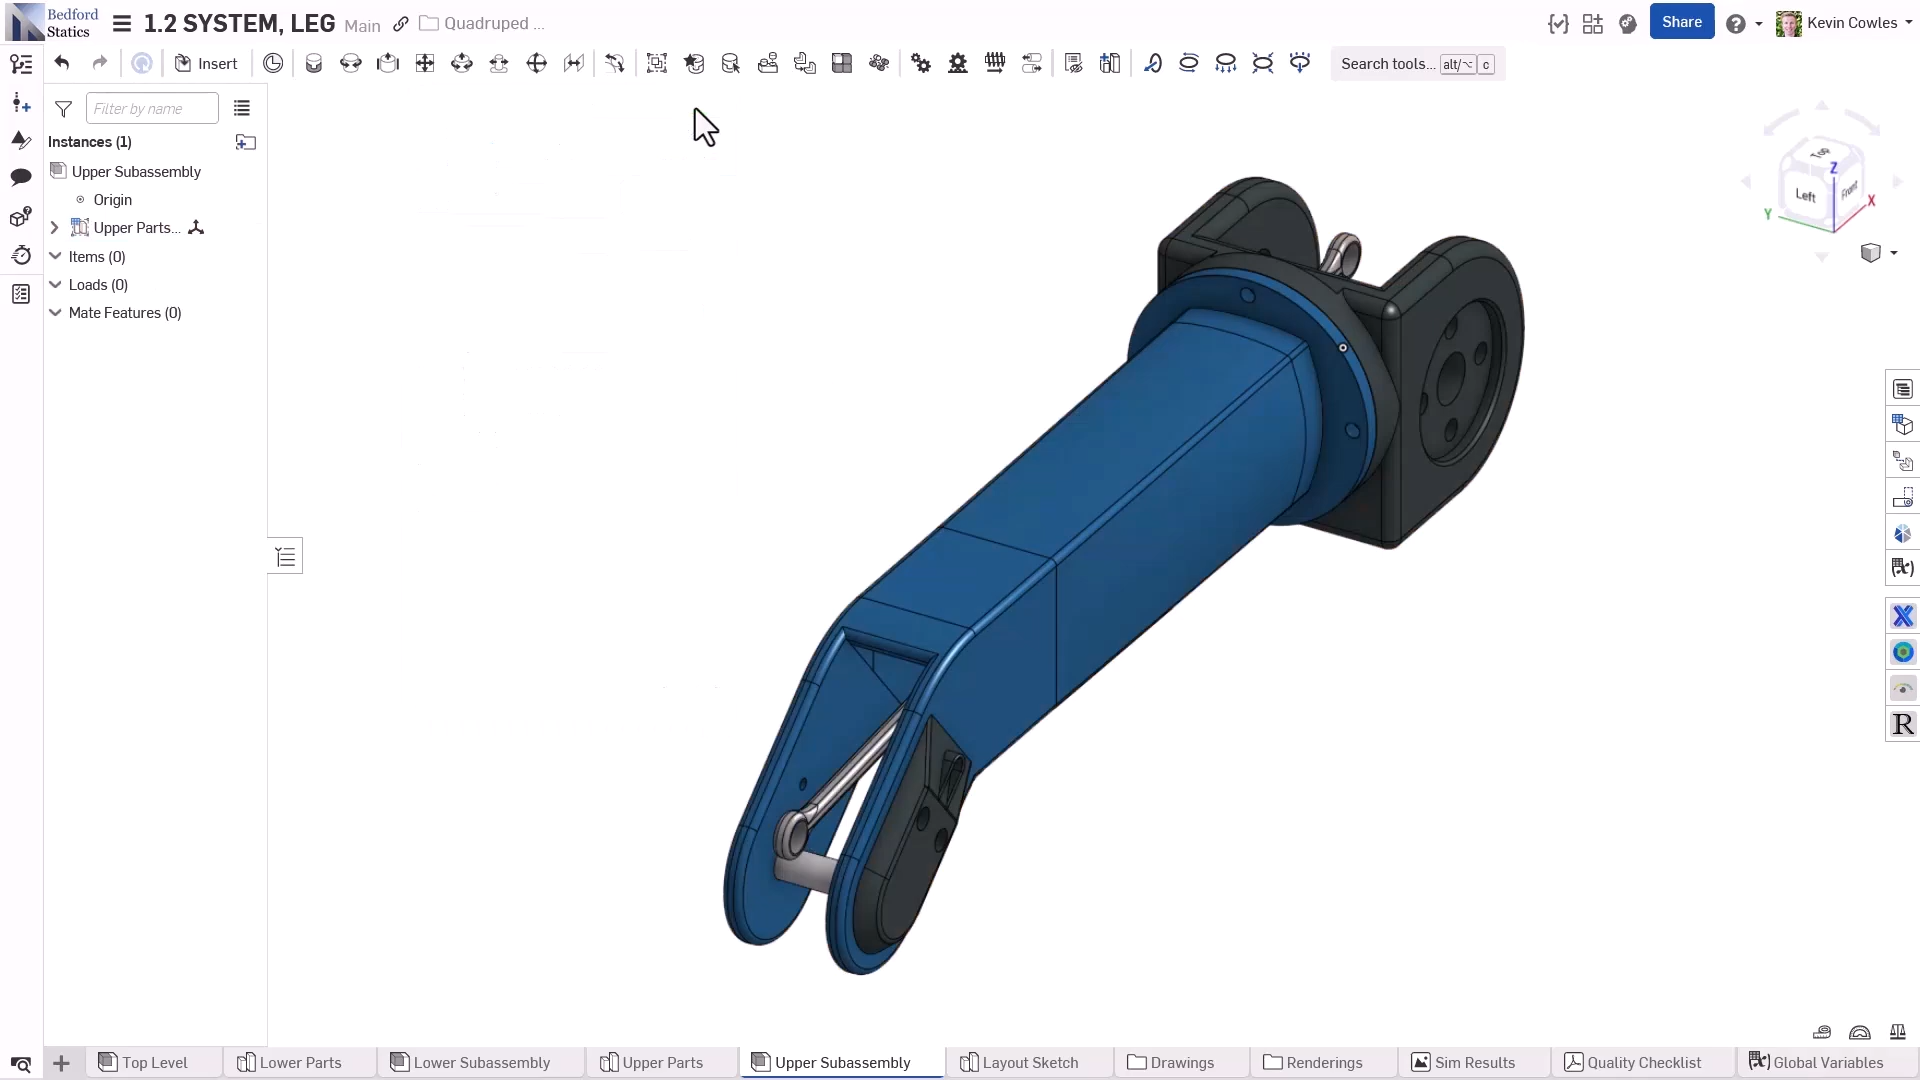 Bedford
Statics
1.2 SYSTEM, LEG Main Quadruped ...
Share
Kevin Cowles
Insert
Search tools... alt/⌥ c
Filter by name
Instances (1)
Upper Subassembly
Origin
Upper Parts...
Items (0)
Loads (0)
Mate Features (0)
Top
Left
Front
Z
Y
X
(x)
R
Top Level
Lower Parts
Lower Subassembly
Upper Parts
Upper Subassembly
Layout Sketch
Drawings
Renderings
Sim Results
Quality Checklist
(x) Global Variables